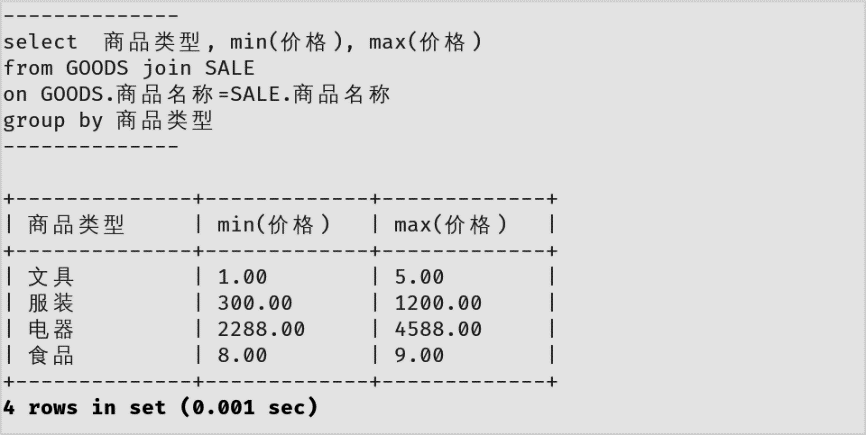 --------------
select  商品类型, min(价格), max(价格)
from GOODS join SALE
on GOODS.商品名称=SALE.商品名称
group by 商品类型
--------------
+--------------+-------------+-------------+
| 商品类型 | min(价格) | max(价格) |
+--------------+-------------+-------------+
| 文具 | 1.00 | 5.00 |
| 服装 | 300.00 | 1200.00 |
| 电器 | 2288.00 | 4588.00 |
| 食品 | 8.00 | 9.00 |
+--------------+-------------+-------------+
4 rows in set (0.001 sec)